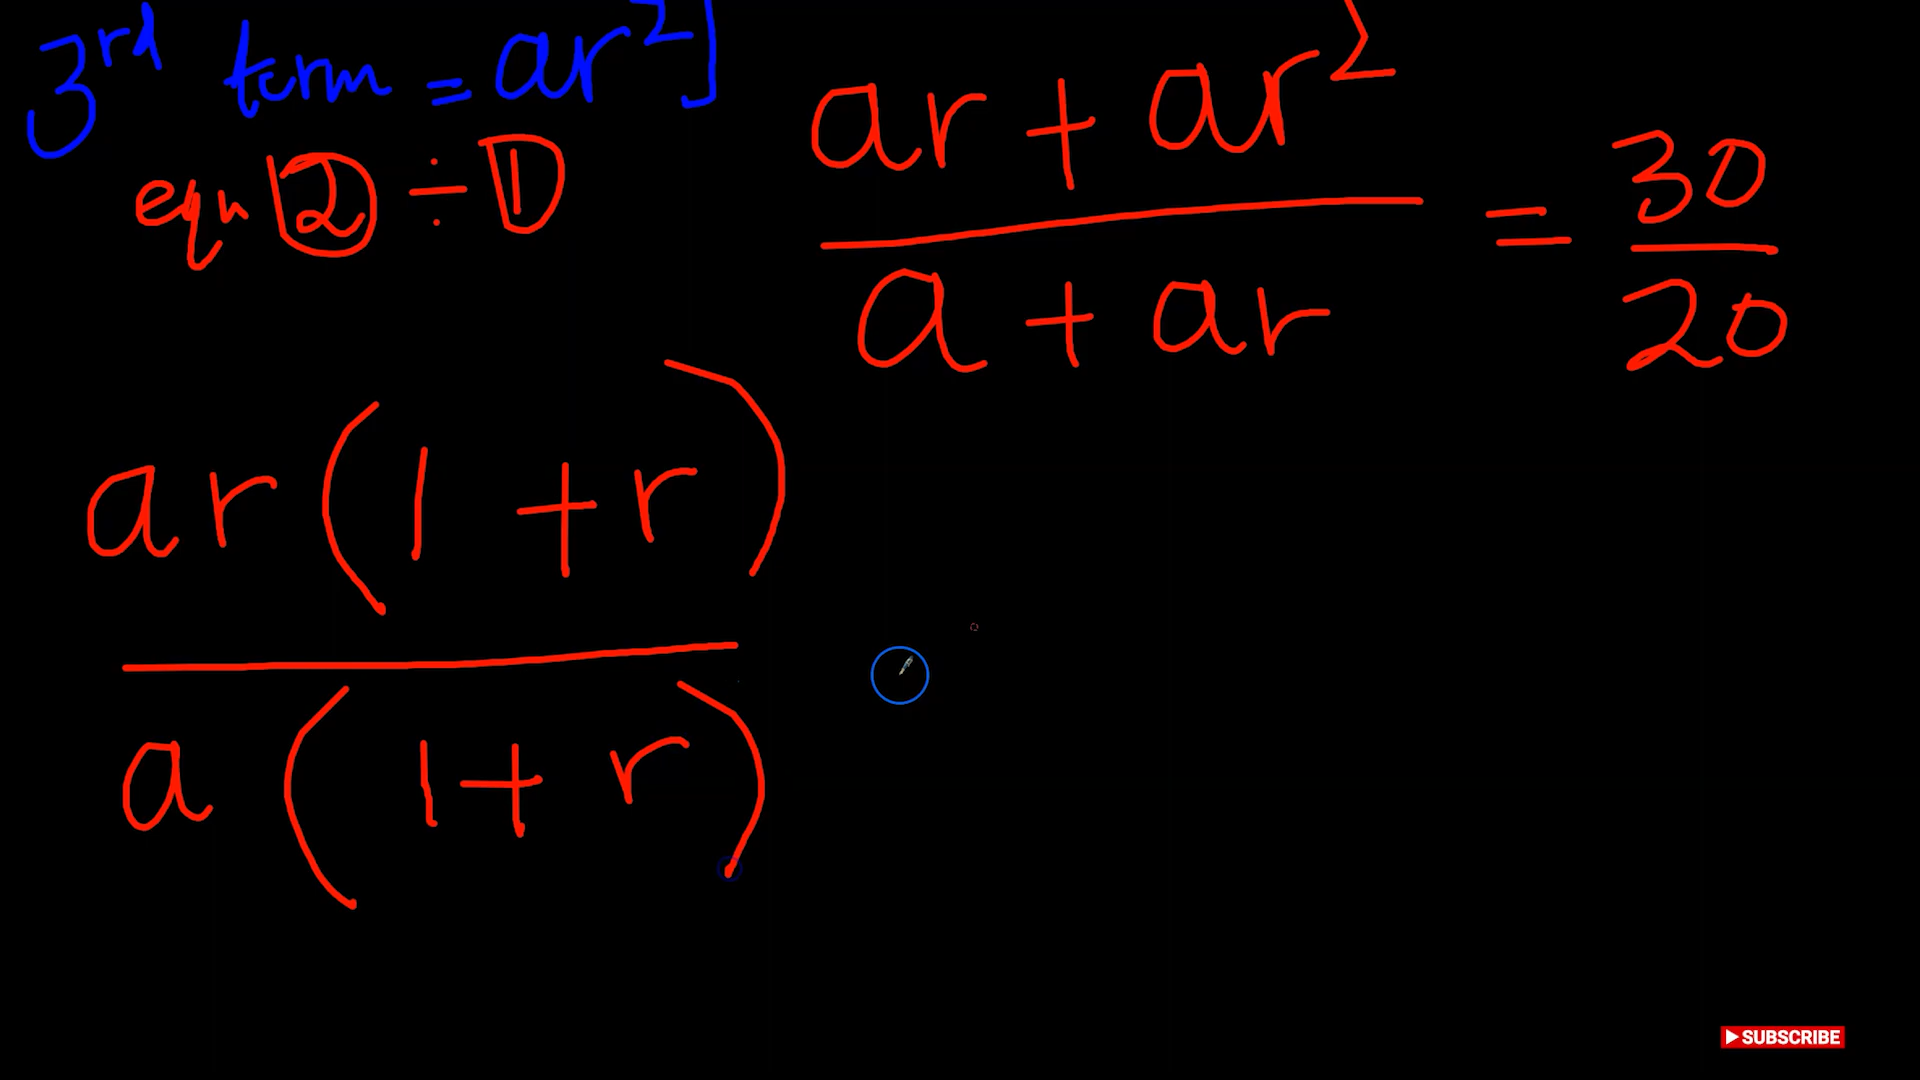 3rd term = ar²]
eqn ② ÷ ①
ar + ar²
a + ar
= 30
20
ar(1 + r)
a(1 + r)
SUBSCRIBE